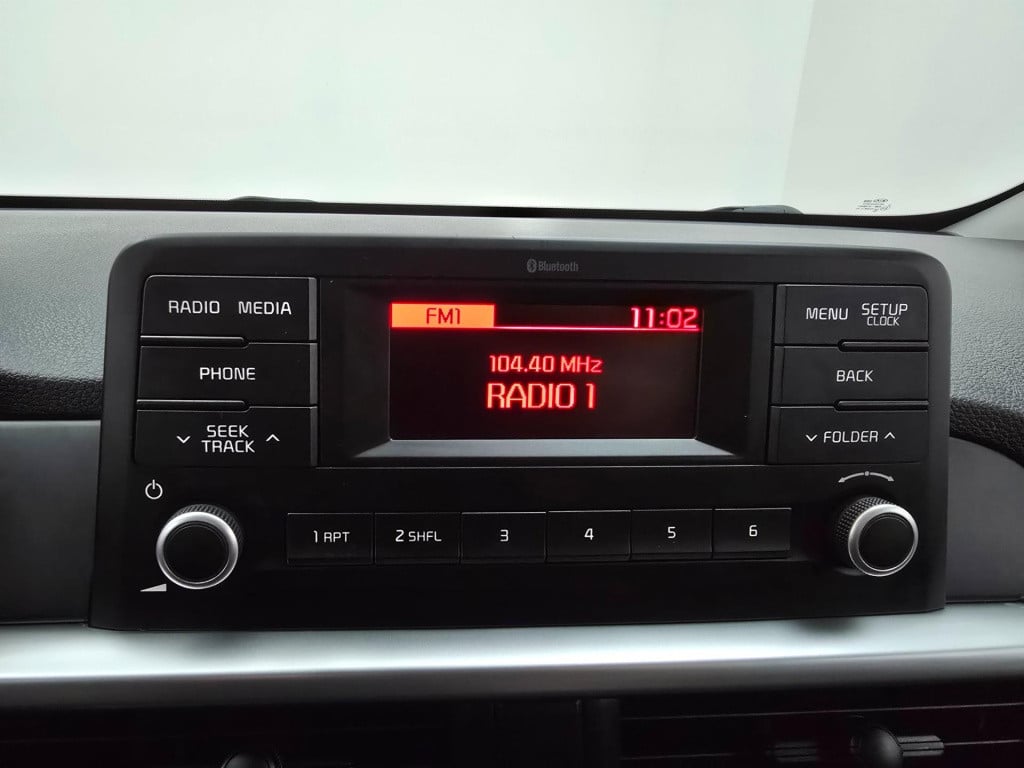 Bluetooth
RADIO MEDIA
PHONE
SEEK
TRACK
FM1 11:02
104.40 MHz
RADIO 1
MENU SETUP
CLOCK
BACK
FOLDER
1 RPT 2 SHFL 3 4 5 6